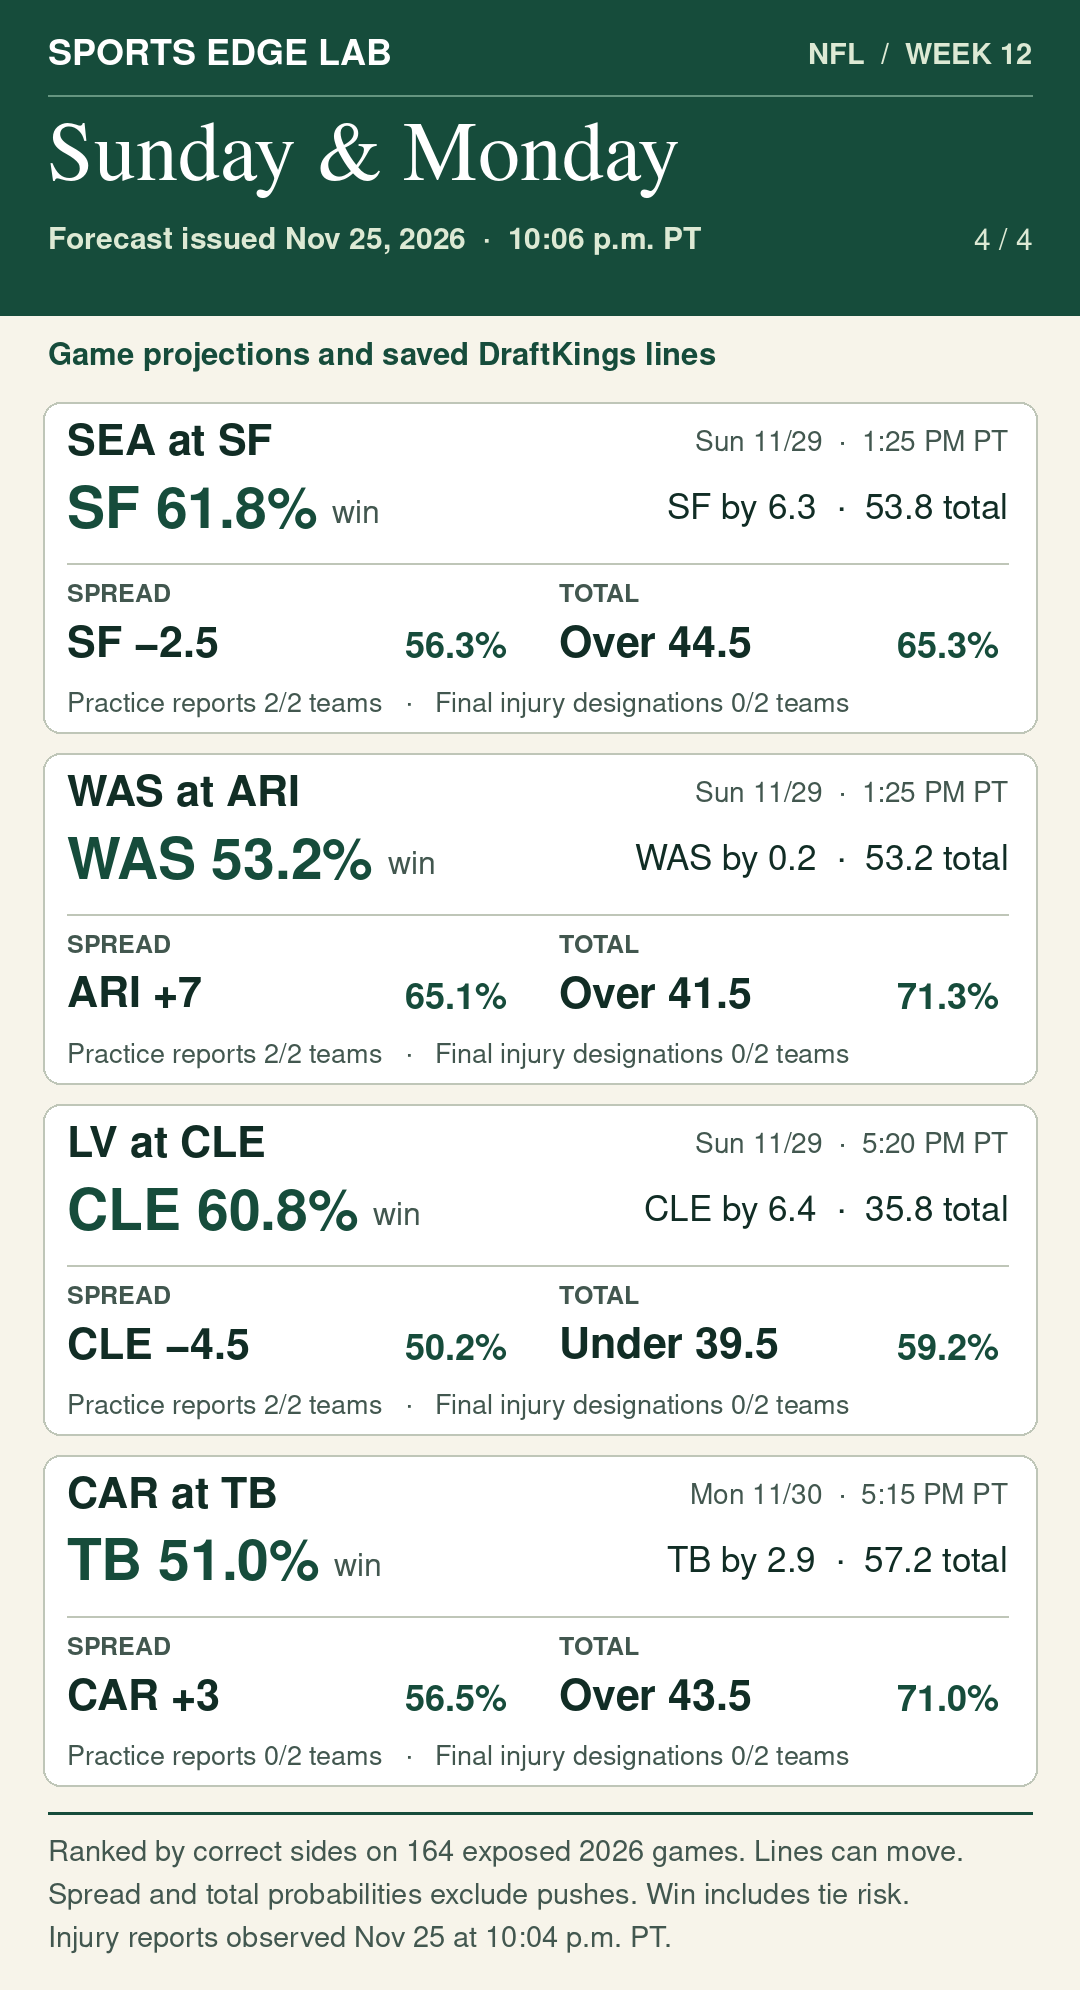 SPORTS EDGE LAB
NFL / WEEK 12
Sunday & Monday
Forecast issued Nov 25, 2026 · 10:06 p.m. PT
4 / 4
Game projections and saved DraftKings lines
SEA at SF
Sun 11/29 · 1:25 PM PT
SF 61.8% win
SF by 6.3 · 53.8 total
SPREAD
TOTAL
SF −2.5 56.3%
Over 44.5 65.3%
Practice reports 2/2 teams · Final injury designations 0/2 teams
WAS at ARI
Sun 11/29 · 1:25 PM PT
WAS 53.2% win
WAS by 0.2 · 53.2 total
SPREAD
TOTAL
ARI +7 65.1%
Over 41.5 71.3%
Practice reports 2/2 teams · Final injury designations 0/2 teams
LV at CLE
Sun 11/29 · 5:20 PM PT
CLE 60.8% win
CLE by 6.4 · 35.8 total
SPREAD
TOTAL
CLE −4.5 50.2%
Under 39.5 59.2%
Practice reports 2/2 teams · Final injury designations 0/2 teams
CAR at TB
Mon 11/30 · 5:15 PM PT
TB 51.0% win
TB by 2.9 · 57.2 total
SPREAD
TOTAL
CAR +3 56.5%
Over 43.5 71.0%
Practice reports 0/2 teams · Final injury designations 0/2 teams
Ranked by correct sides on 164 exposed 2026 games. Lines can move.
Spread and total probabilities exclude pushes. Win includes tie risk.
Injury reports observed Nov 25 at 10:04 p.m. PT.